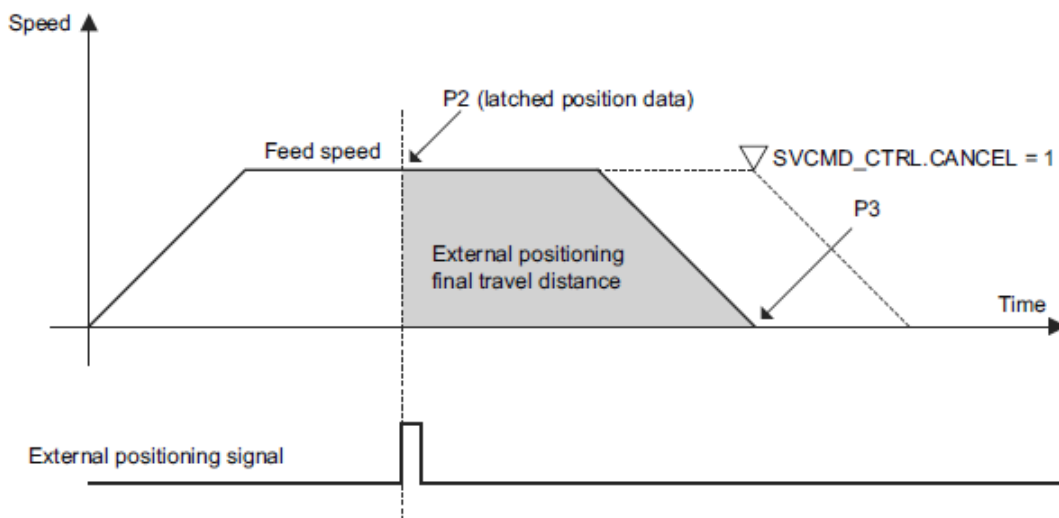 Speed
P2 (latched position data)
Feed speed
SVCMD_CTRL.CANCEL = 1
P3
External positioning
final travel distance
Time
External positioning signal